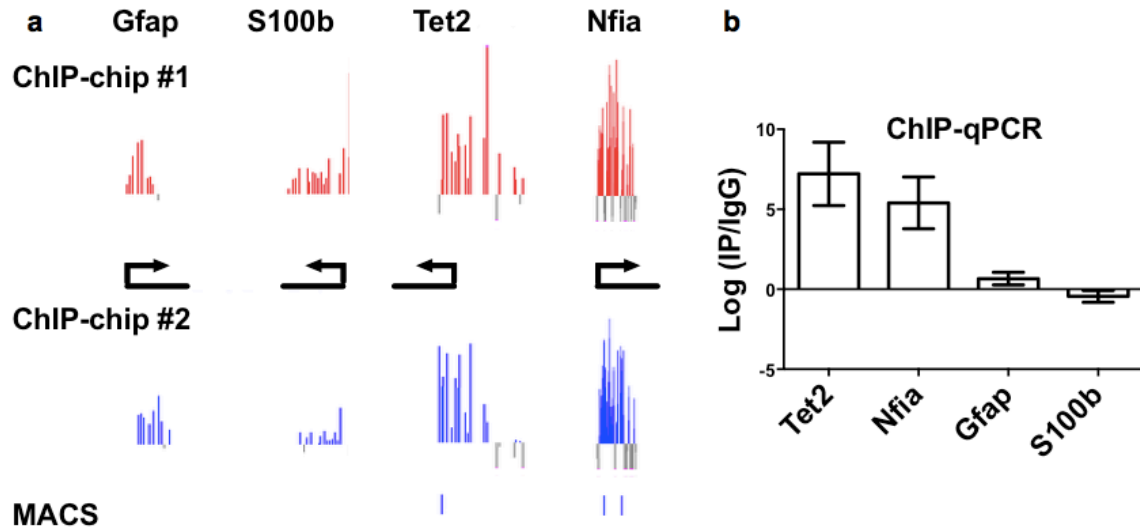 a Gfap S100b Tet2 Nfia
ChIP-chip #1
ChIP-chip #2
MACS
b
ChIP-qPCR
Log (IP/IgG)
10
5
0
-5
Tet2 Nfia Gfap S100b